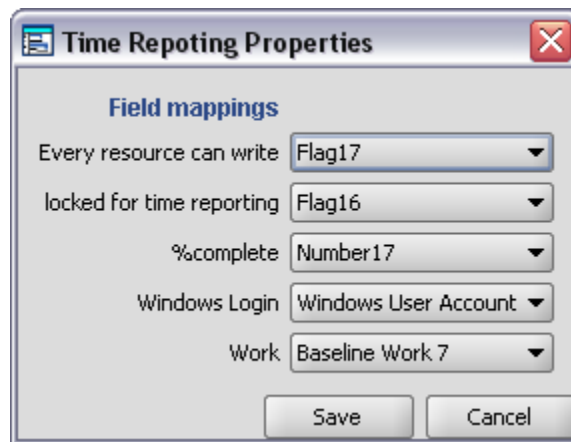 Time Repoting Properties
Field mappings
Every resource can write Flag17
locked for time reporting Flag16
%complete Number17
Windows Login Windows User Account
Work Baseline Work 7
Save Cancel